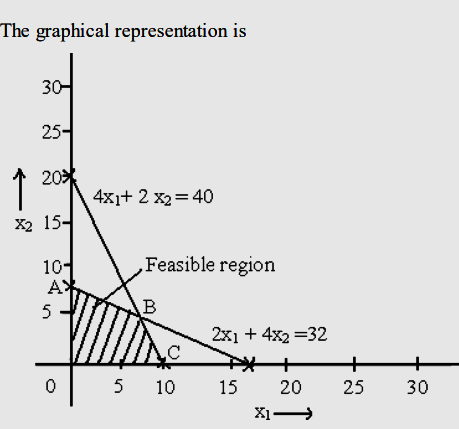 The graphical representation is
30
25
20
4x₁+ 2 x₂ = 40
x₂ 15
10 Feasible region
A
5 B
2x₁ + 4x₂ =32
C
0 5 10 15 20 25 30
x₁